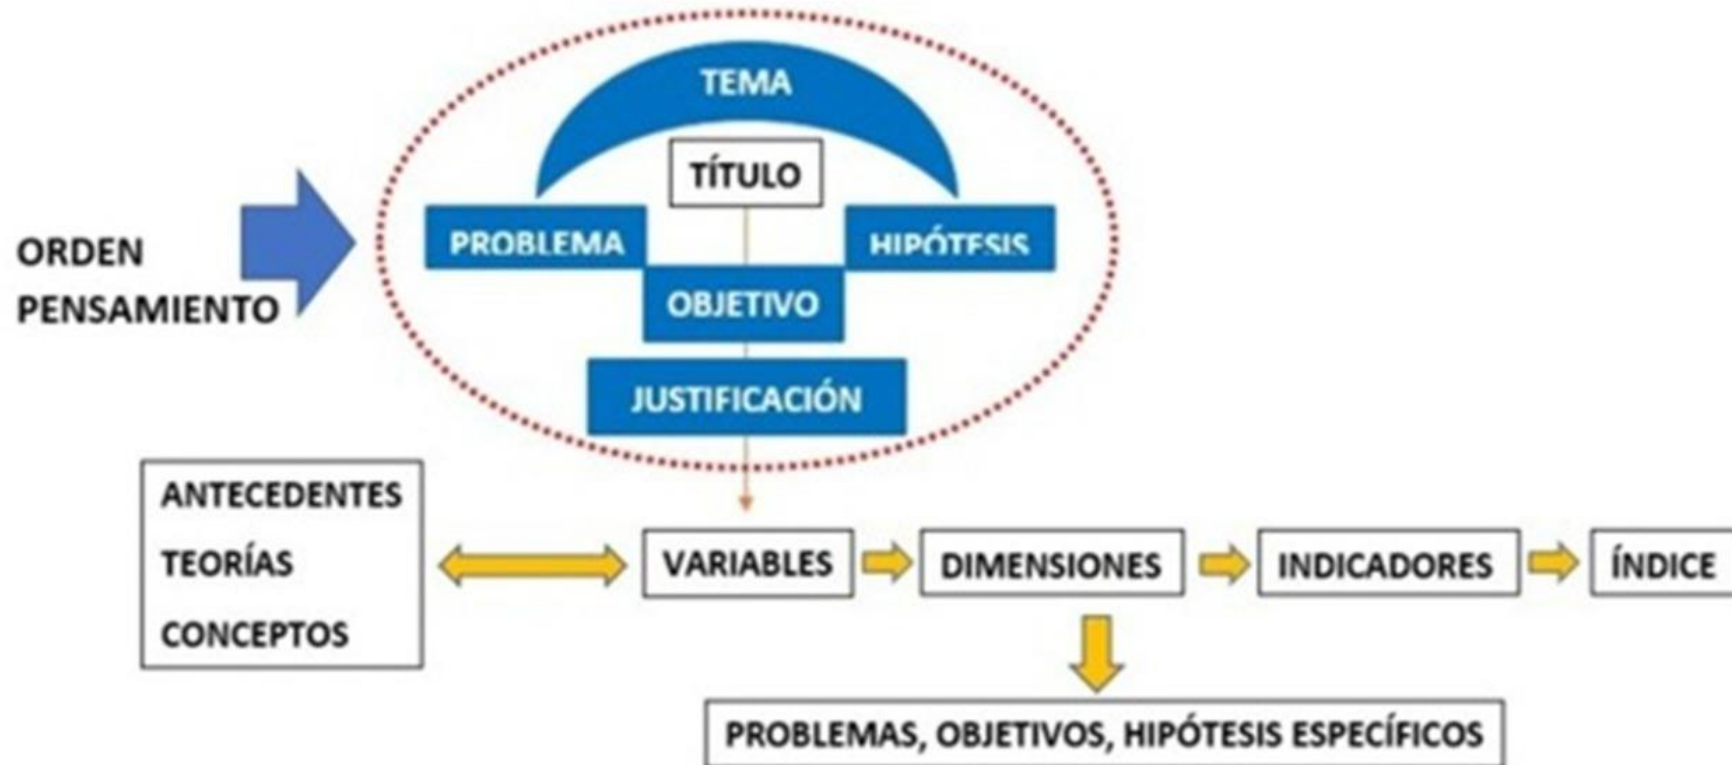 TEMA
TÍTULO
PROBLEMA
HIPÓTESIS
ORDEN
PENSAMIENTO
OBJETIVO
JUSTIFICACIÓN
ANTECEDENTES
TEORÍAS
CONCEPTOS
VARIABLES
DIMENSIONES
INDICADORES
ÍNDICE
PROBLEMAS, OBJETIVOS, HIPÓTESIS ESPECÍFICOS